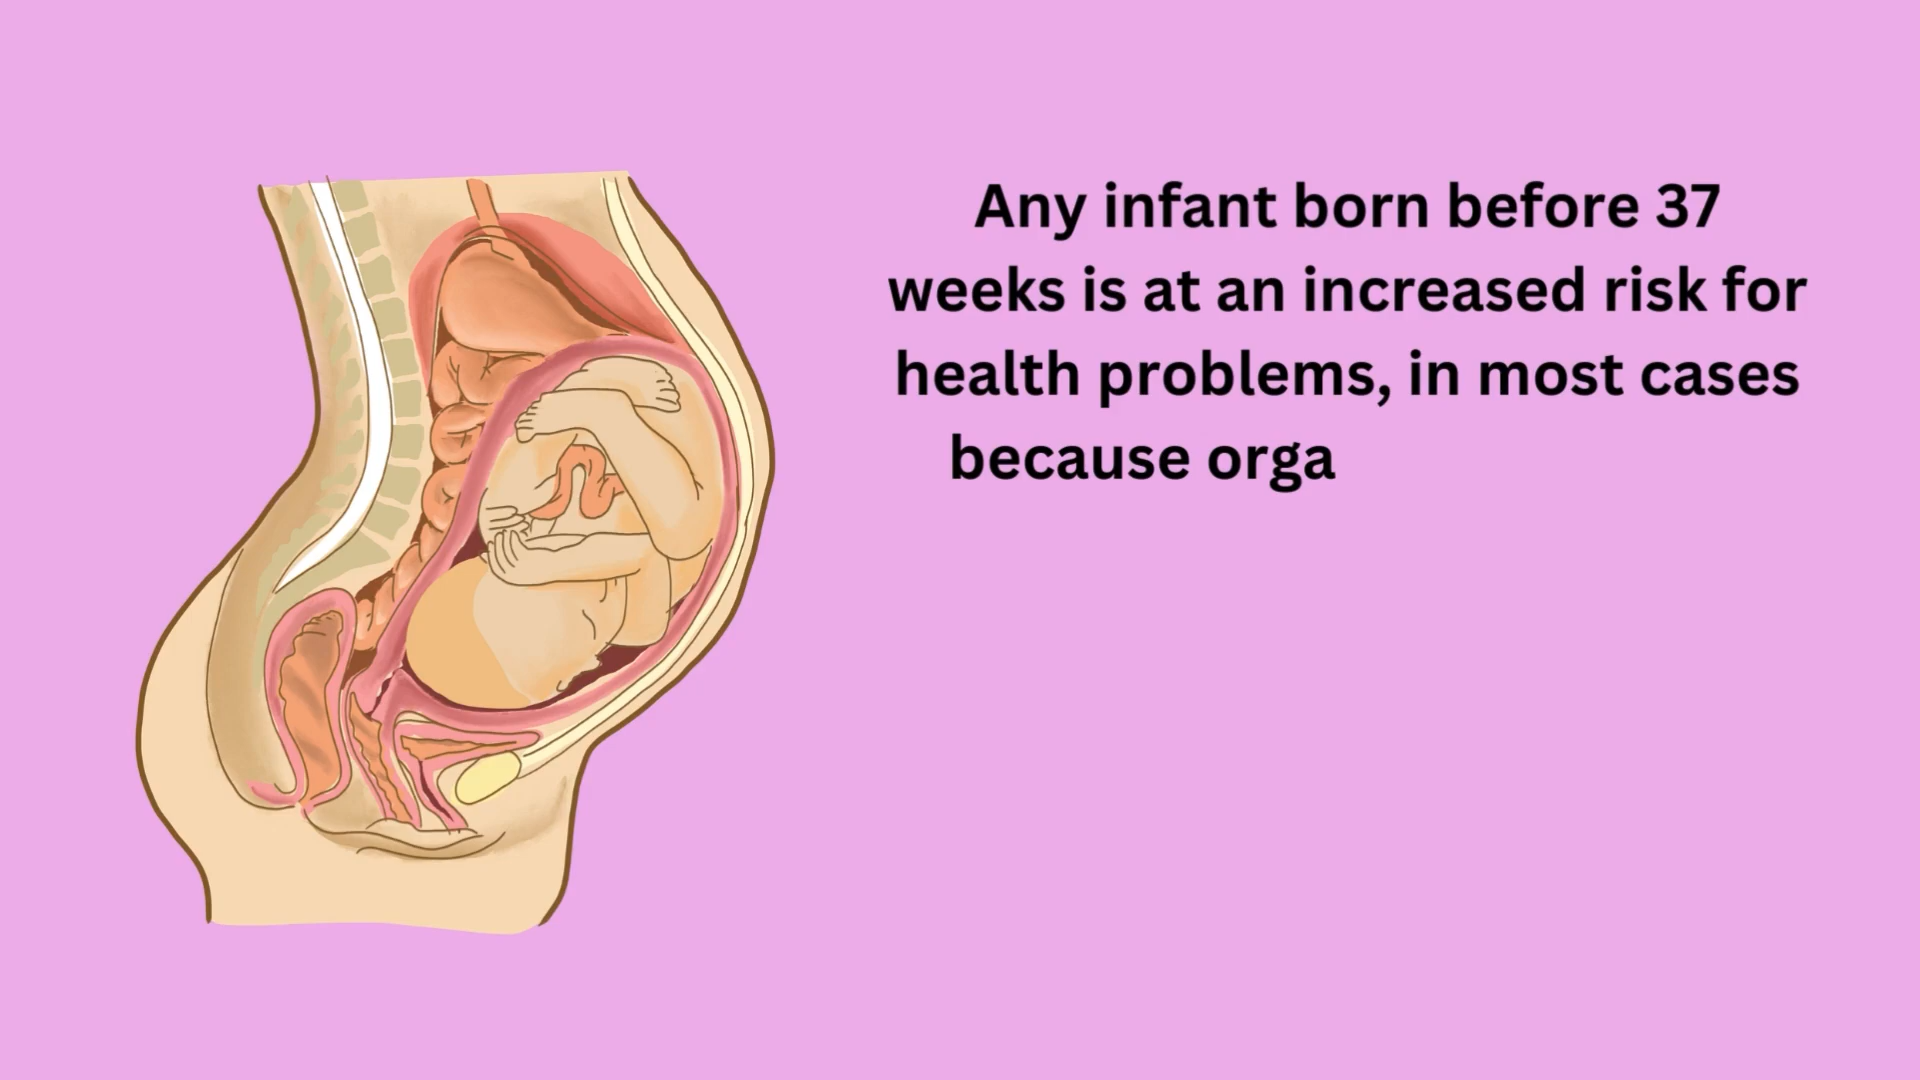 Any infant born before 37
weeks is at an increased risk for
health problems, in most cases
because orga